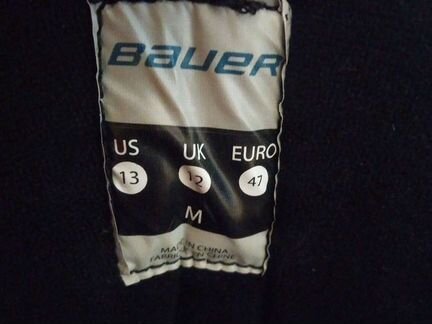 BAUER
US UK EURO
13 12 47
M
MADE IN CHINA
FABRIQUÉ EN CHINE